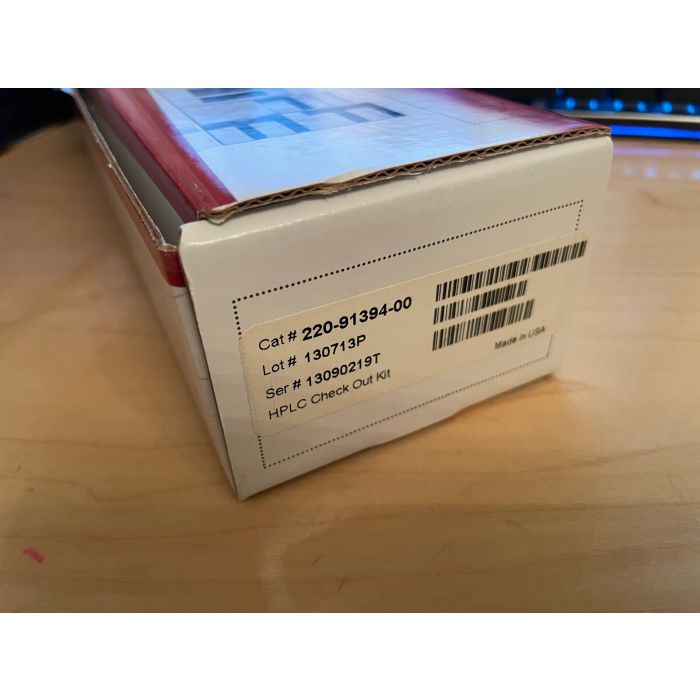 Cat # 220-91394-00
Lot # 130713P
Ser # 13090219T
HPLC Check Out Kit
Made in USA